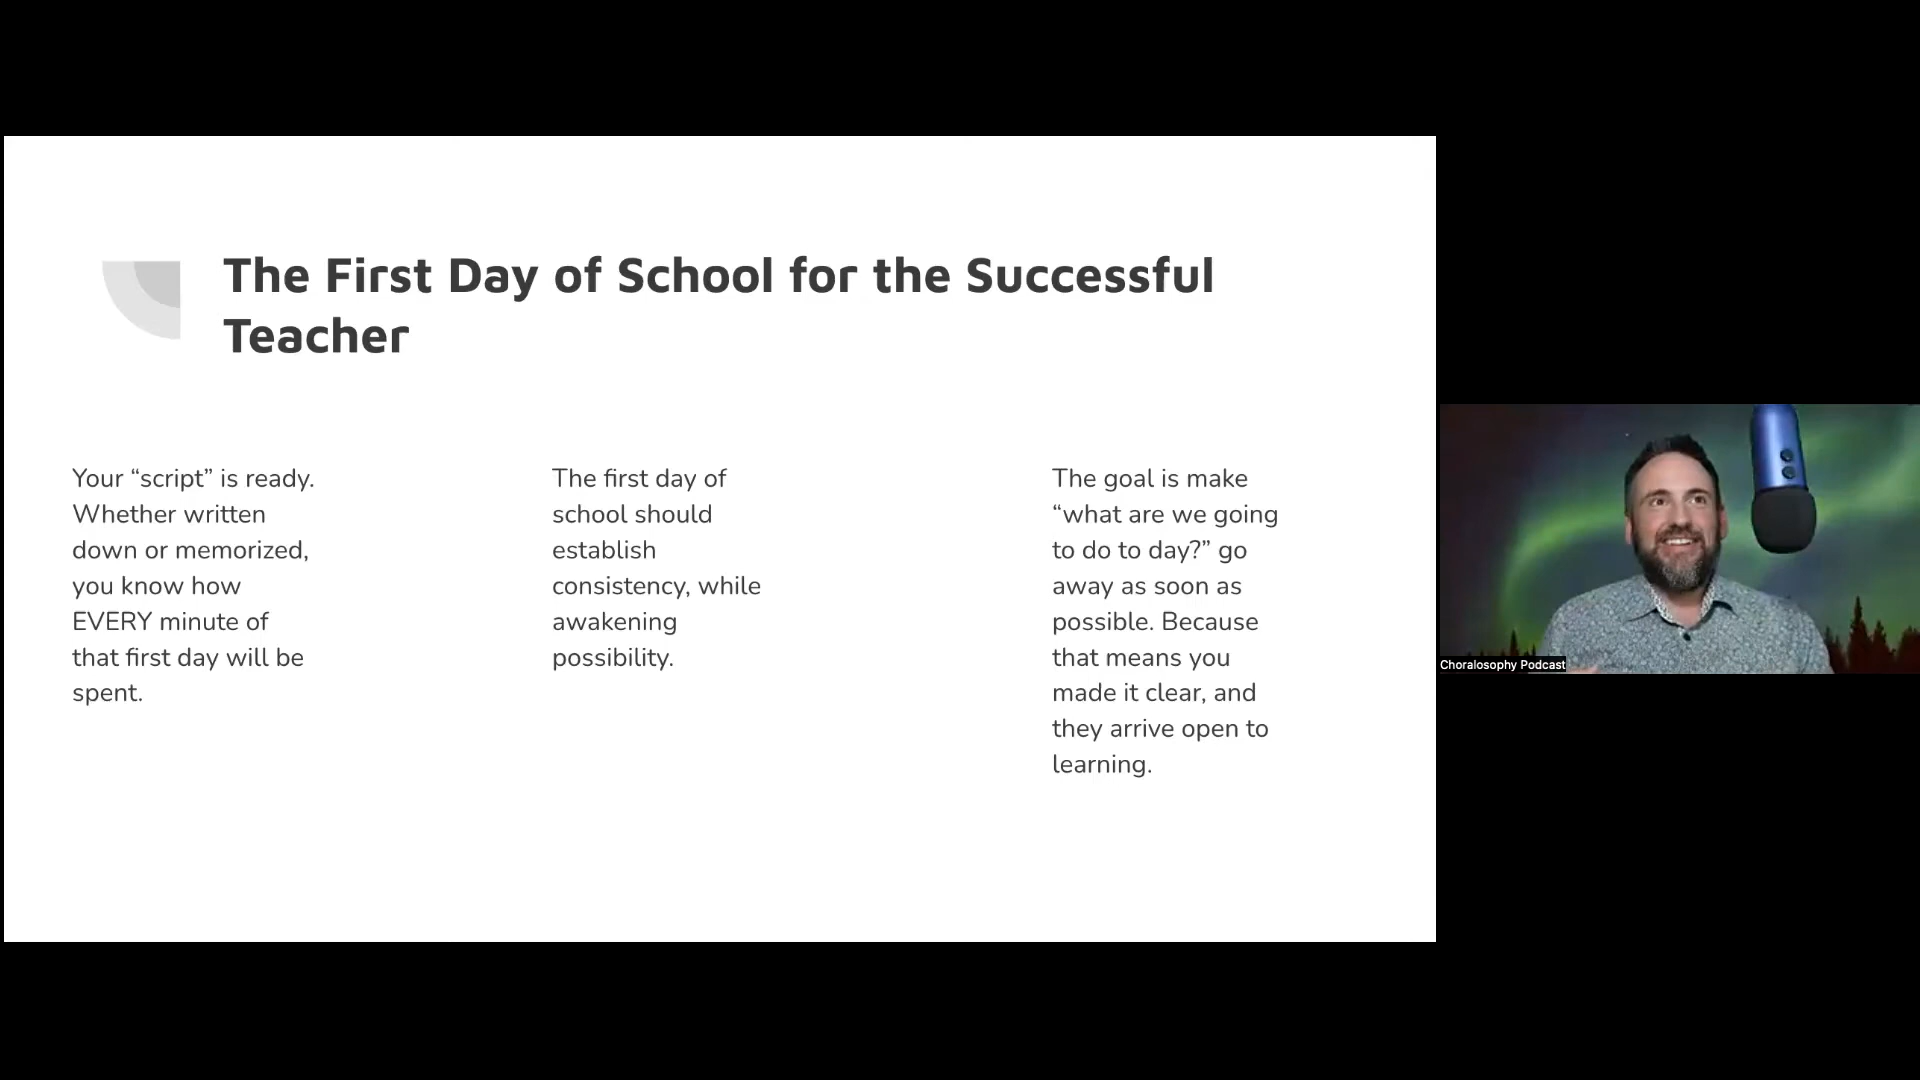 The First Day of School for the Successful
Teacher
Your “script” is ready.
Whether written
down or memorized,
you know how
EVERY minute of
that first day will be
spent.
The first day of
school should
establish
consistency, while
awakening
possibility.
The goal is make
“what are we going
to do to day?” go
away as soon as
possible. Because
that means you
made it clear, and
they arrive open to
learning.
Choralosophy Podcast